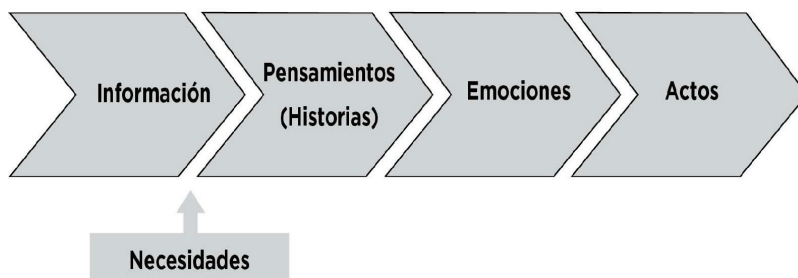 Información
Pensamientos
(Historias)
Emociones
Actos
Necesidades